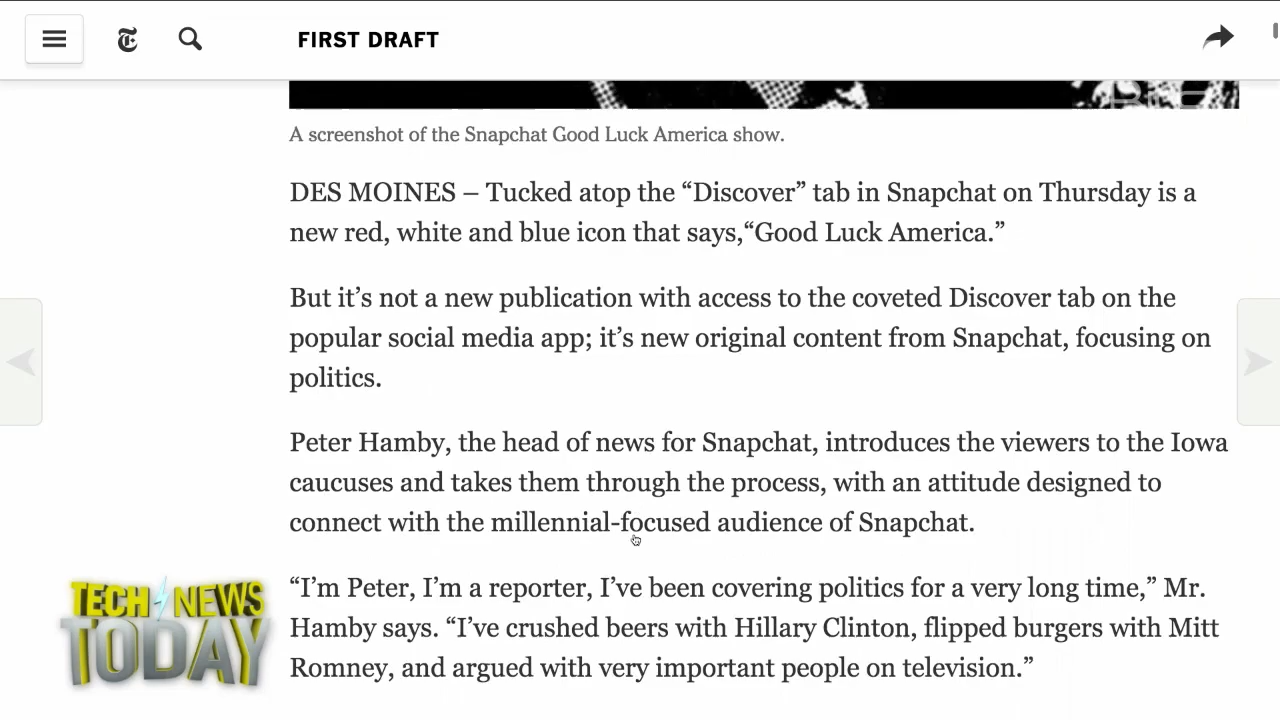 FIRST DRAFT
A screenshot of the Snapchat Good Luck America show.
DES MOINES – Tucked atop the “Discover” tab in Snapchat on Thursday is a
new red, white and blue icon that says,“Good Luck America.”
But it’s not a new publication with access to the coveted Discover tab on the
popular social media app; it’s new original content from Snapchat, focusing on
politics.
Peter Hamby, the head of news for Snapchat, introduces the viewers to the Iowa
caucuses and takes them through the process, with an attitude designed to
connect with the millennial-focused audience of Snapchat.
“I’m Peter, I’m a reporter, I’ve been covering politics for a very long time,” Mr.
Hamby says. “I’ve crushed beers with Hillary Clinton, flipped burgers with Mitt
Romney, and argued with very important people on television.”
TECH NEWS
TODAY